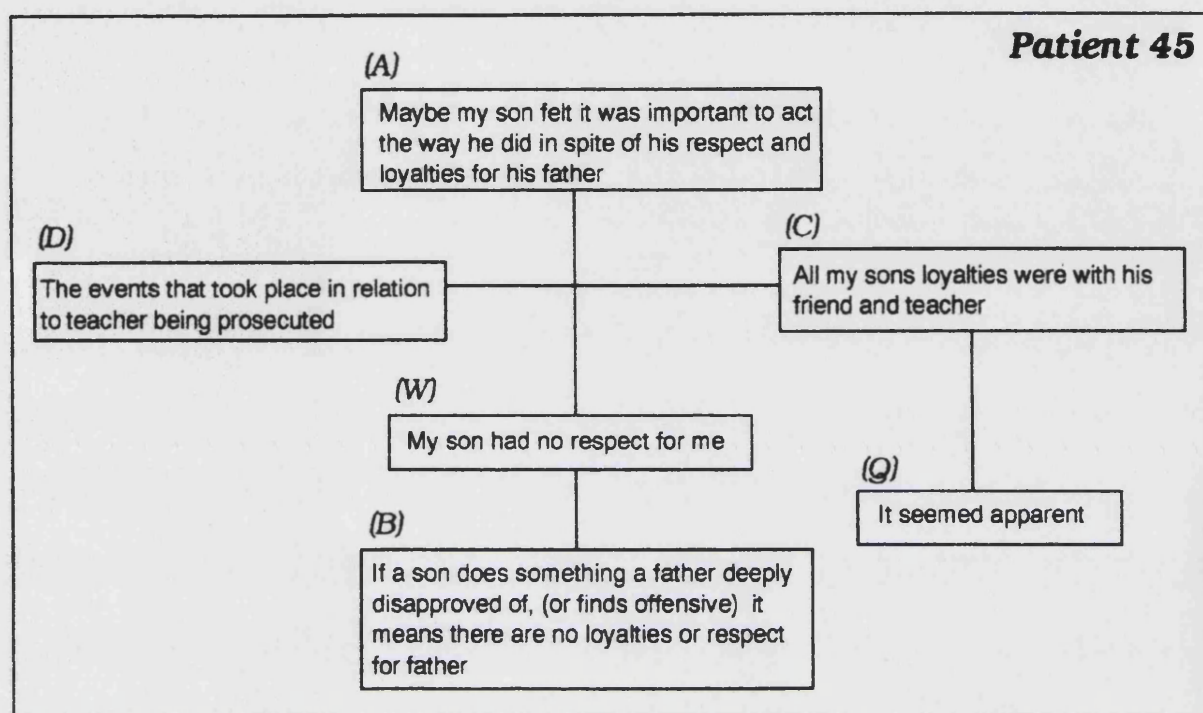 Patient 45
(A)
Maybe my son felt it was important to act
the way he did in spite of his respect and
loyalties for his father
(D)
The events that took place in relation
to teacher being prosecuted
(C)
All my sons loyalties were with his
friend and teacher
(W)
My son had no respect for me
(Q)
It seemed apparent
(B)
If a son does something a father deeply
disapproved of, (or finds offensive) it
means there are no loyalties or respect
for father